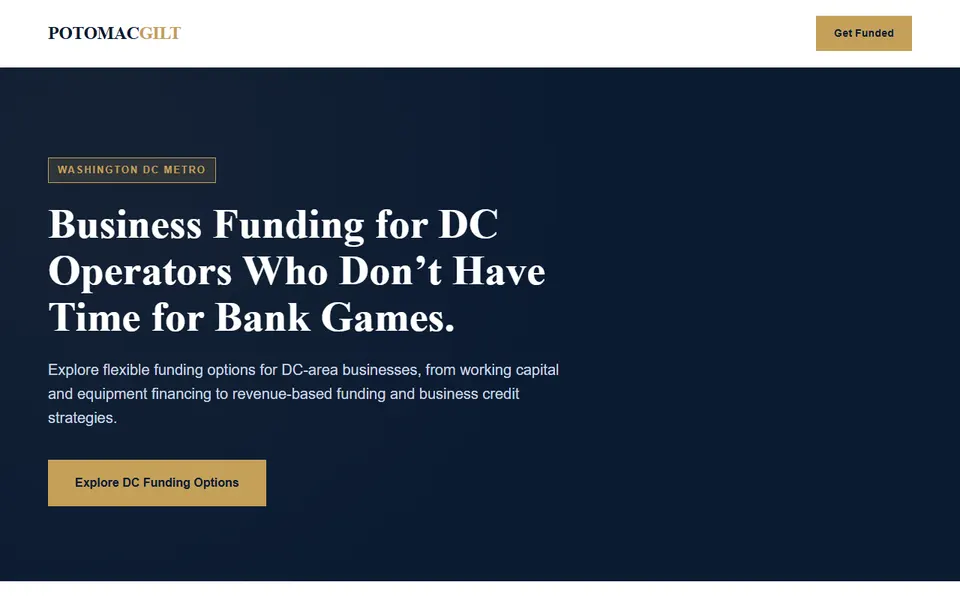 POTOMACGILT
Get Funded
WASHINGTON DC METRO
Business Funding for DC
Operators Who Don’t Have
Time for Bank Games.
Explore flexible funding options for DC-area businesses, from working capital
and equipment financing to revenue-based funding and business credit
strategies.
Explore DC Funding Options